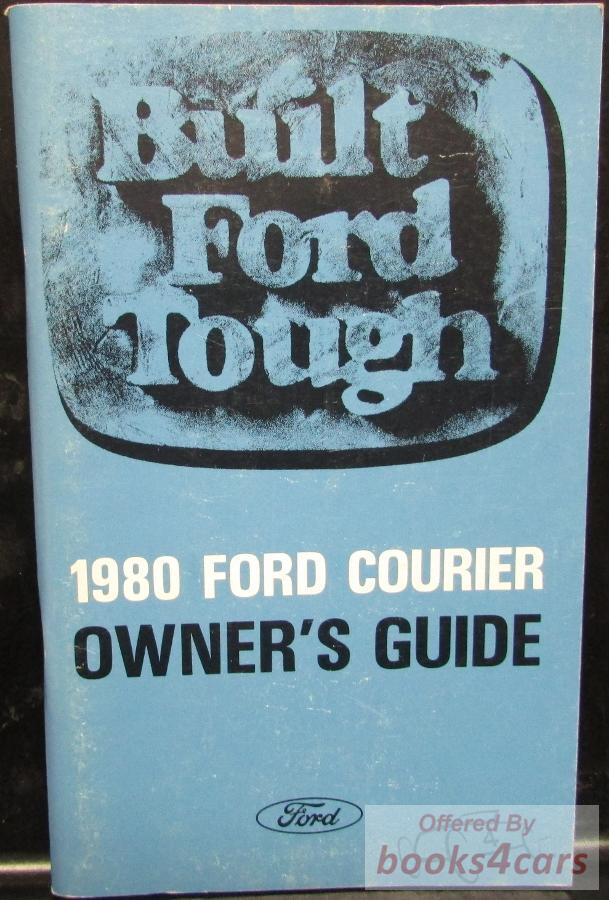 Built
Ford
Tough
1980 FORD COURIER
OWNER'S GUIDE
Ford
Offered By
books4cars